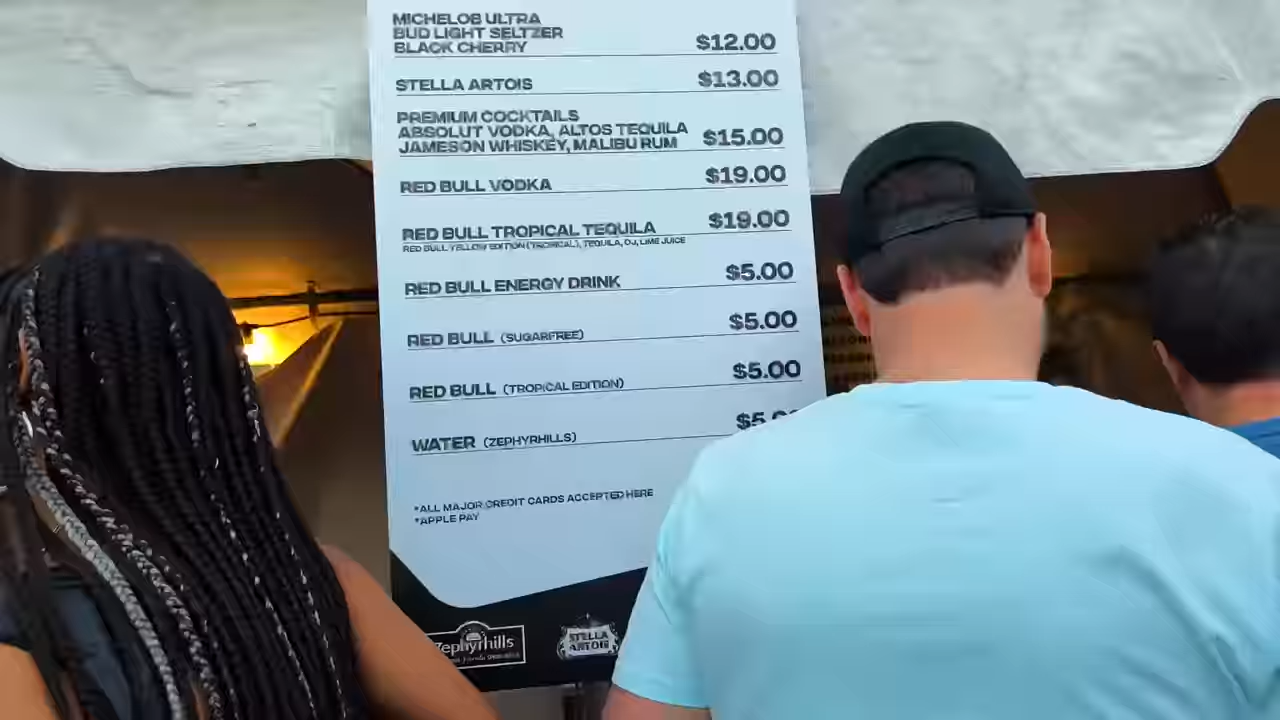 MICHELOB ULTRA
BUD LIGHT SELTZER
BLACK CHERRY $12.00
STELLA ARTOIS $13.00
PREMIUM COCKTAILS
ABSOLUT VODKA, ALTOS TEQUILA
JAMESON WHISKEY, MALIBU RUM $15.00
RED BULL VODKA $19.00
RED BULL TROPICAL TEQUILA $19.00
RED BULL YELLOW EDITION (TROPICAL), TEQUILA, OJ, LIME JUICE
RED BULL ENERGY DRINK $5.00
RED BULL (SUGARFREE) $5.00
RED BULL (TROPICAL EDITION) $5.00
WATER (ZEPHYRHILLS) $5.00
*ALL MAJOR CREDIT CARDS ACCEPTED HERE
*APPLE PAY
Zephyrhills
STELLA
ARTOIS